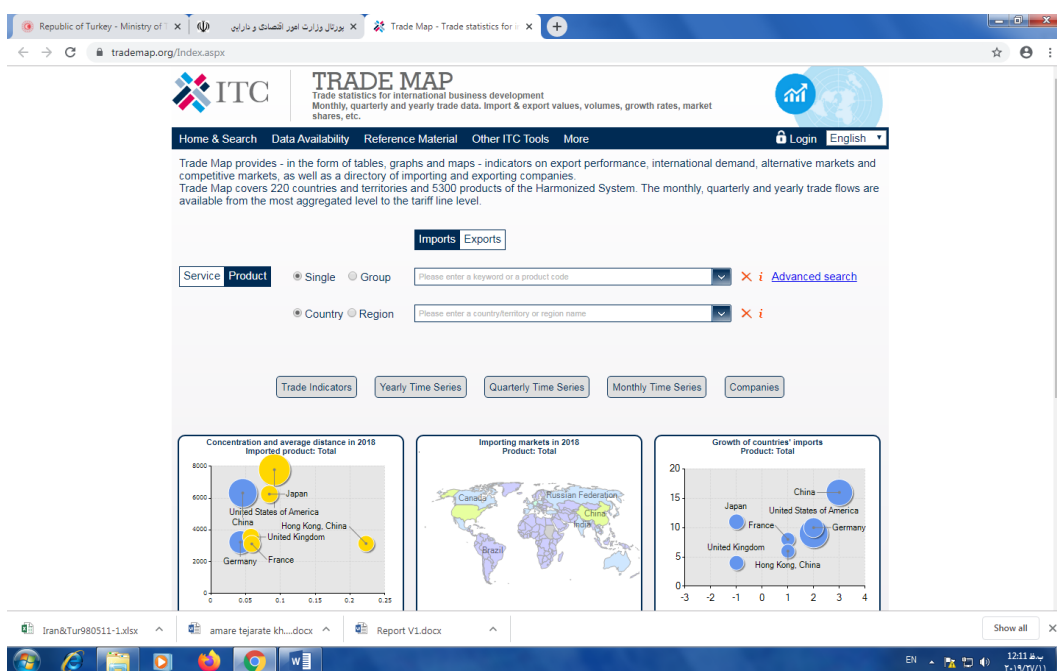 Republic of Turkey - Ministry of T
پورتال وزارت امور اقتصادی و دارایی
Trade Map - Trade statistics for i
trademap.org/Index.aspx
ITC
TRADE MAP
Trade statistics for international business development
Monthly, quarterly and yearly trade data. Import & export values, volumes, growth rates, market
shares, etc.
Home & Search Data Availability Reference Material Other ITC Tools More Login English
Trade Map provides - in the form of tables, graphs and maps - indicators on export performance, international demand, alternative markets and
competitive markets, as well as a directory of importing and exporting companies.
Trade Map covers 220 countries and territories and 5300 products of the Harmonized System. The monthly, quarterly and yearly trade flows are
available from the most aggregated level to the tariff line level.
Imports Exports
Service Product Single Group Please enter a keyword or a product code i Advanced search
Country Region Please enter a country/territory or region name i
Trade Indicators Yearly Time Series Quarterly Time Series Monthly Time Series Companies
Concentration and average distance in 2018
Imported product: Total
8000
6000
4000
2000
0
0 0.05 0.1 0.15 0.2 0.25
Japan
United States of America
China
Hong Kong, China
United Kingdom
Germany
France
Importing markets in 2018
Product: Total
Canada
Russian Federation
China
India
Brazil
Growth of countries' imports
Product: Total
20
15
10
5
0
-3 -2 -1 0 1 2 3 4
China
Japan
United States of America
France
Germany
United Kingdom
Hong Kong, China
Iran&Tur980511-1.xlsx
amare tejarate kh....docx
Report V1.docx
Show all
EN
12:11 ب.ظ